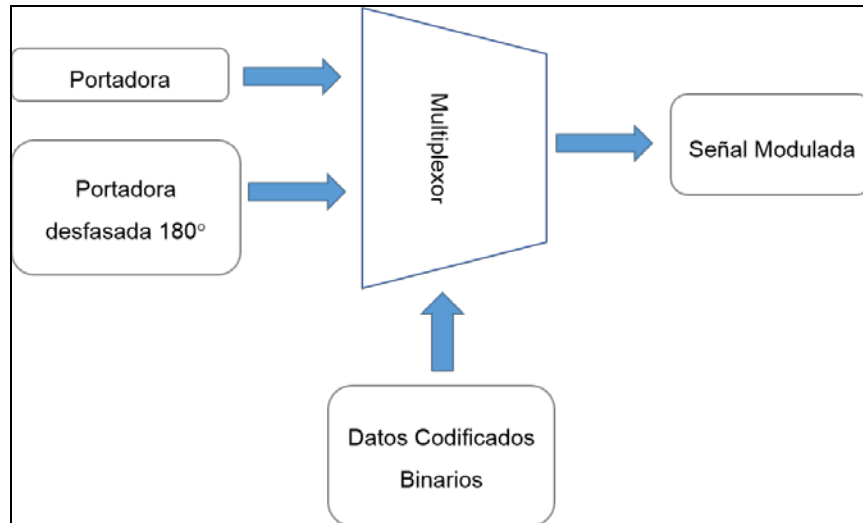 Portadora
Portadora
desfasada 180°
Multiplexor
Señal Modulada
Datos Codificados
Binarios